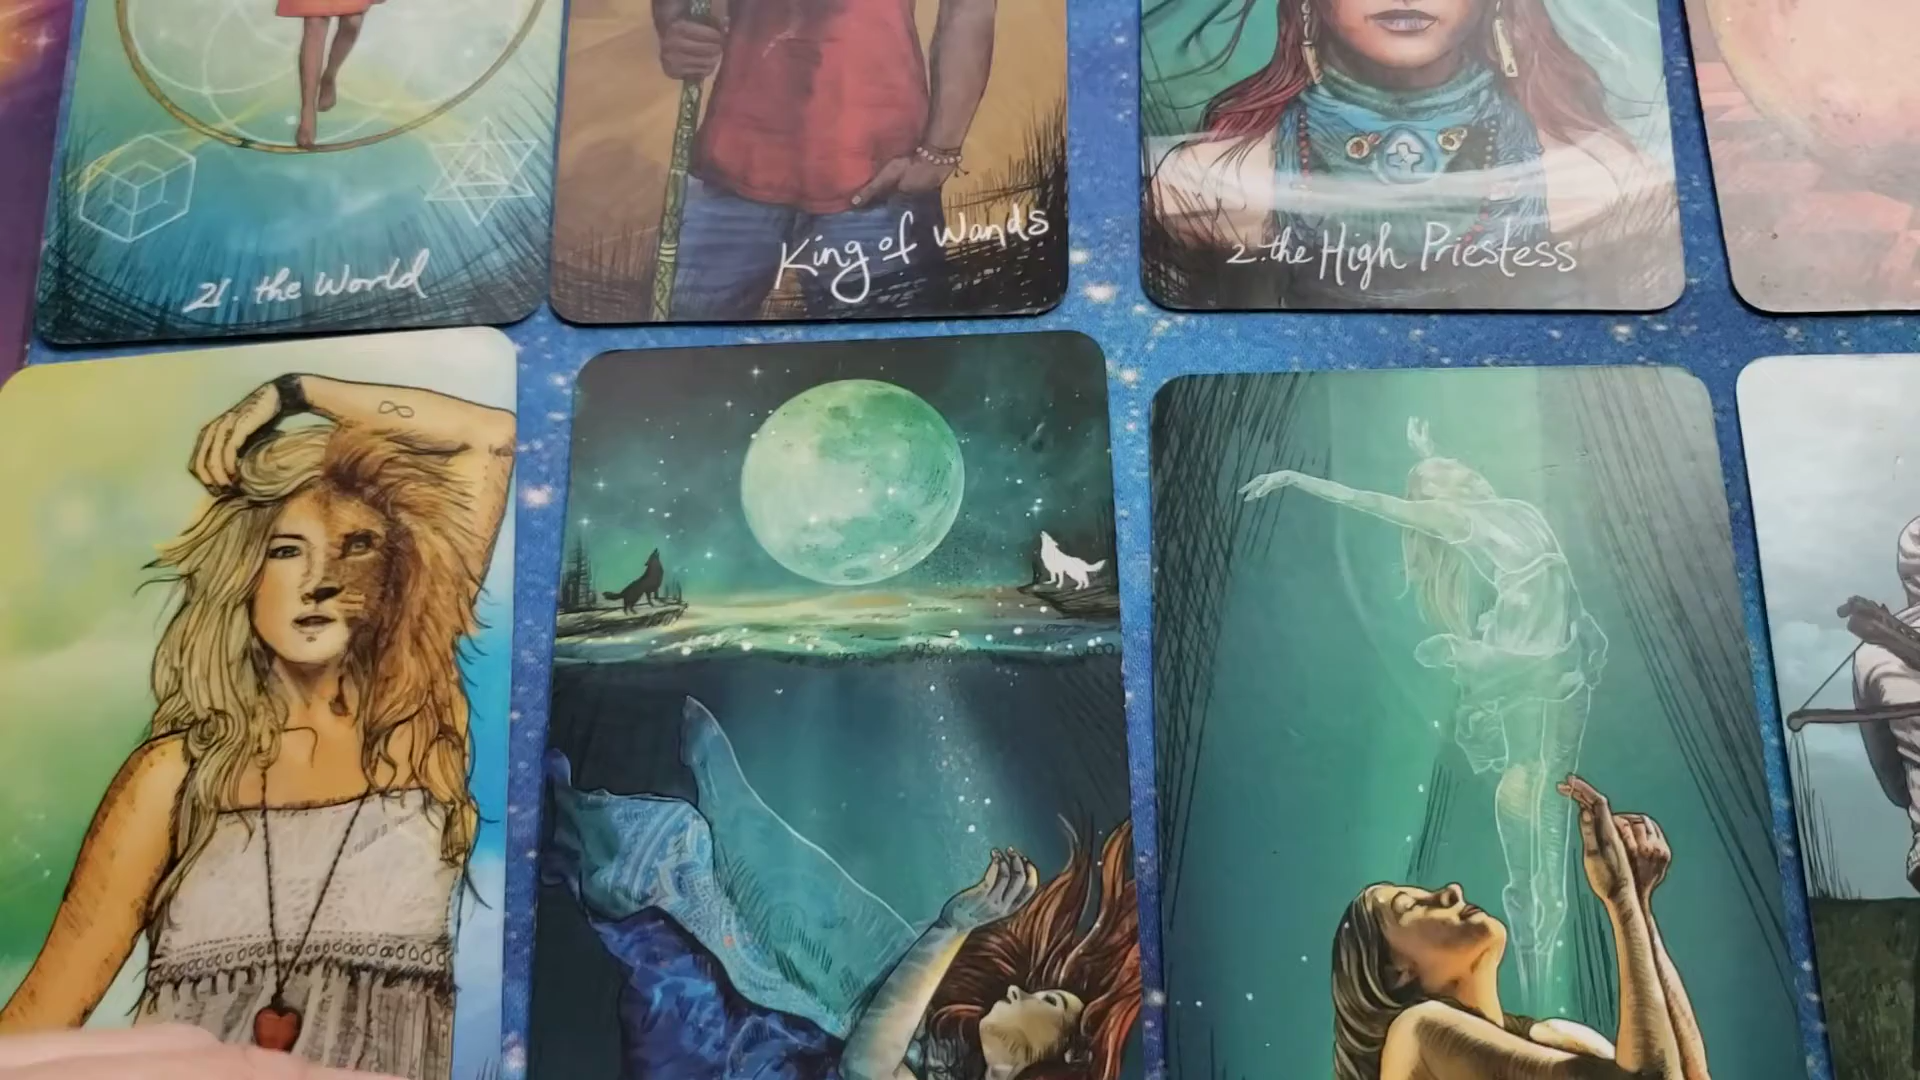 21. the World
King of Wands
2. the High Priestess